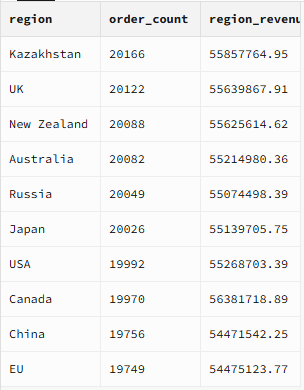 region order_count region_revenu
Kazakhstan 20166 55857764.95
UK 20122 55639867.91
New Zealand 20088 55625614.62
Australia 20082 55214980.36
Russia 20049 55074498.39
Japan 20026 55139705.75
USA 19992 55268703.39
Canada 19970 56381718.89
China 19756 54471542.25
EU 19749 54475123.77